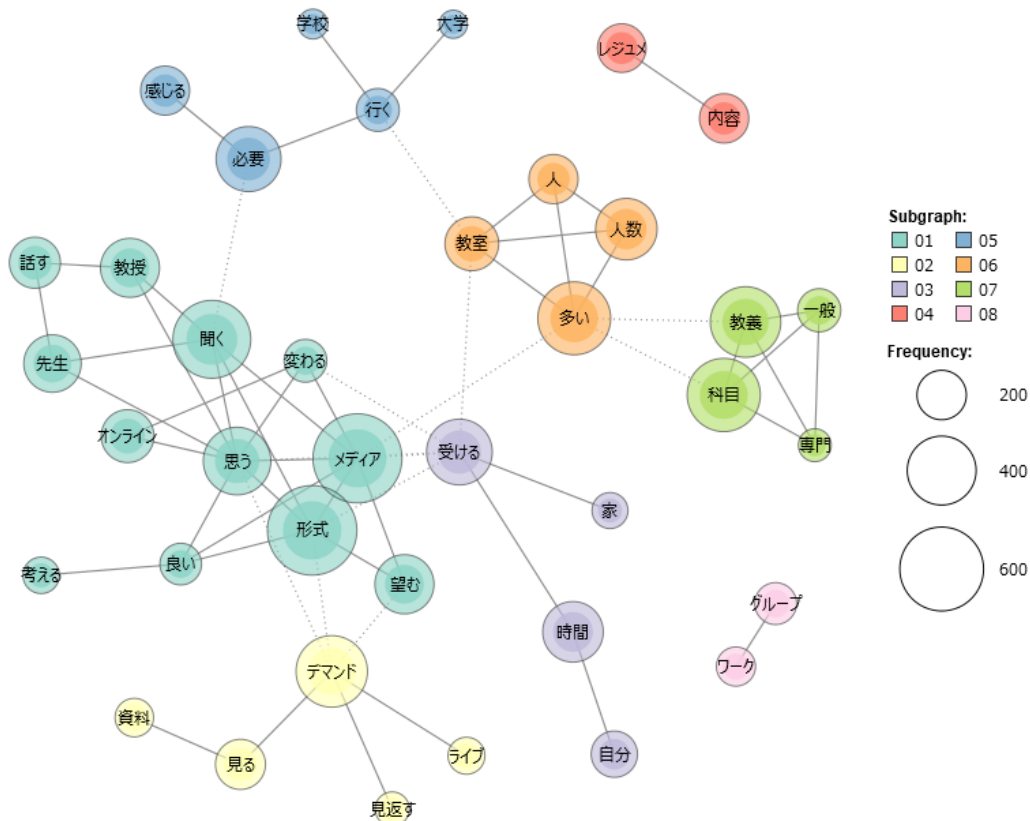 学校
大学
レジュメ
感じる
行く
内容
必要
人
教室
人数
Subgraph:
01
05
02
06
03
07
04
08
話す
教授
聞く
多い
教義
一般
先生
変わる
Frequency:
科目
200
オンライン
思う
メディア
受ける
専門
400
形式
家
考える
良い
望む
600
グループ
時間
デマンド
ワーク
資料
見る
ライブ
自分
見返す